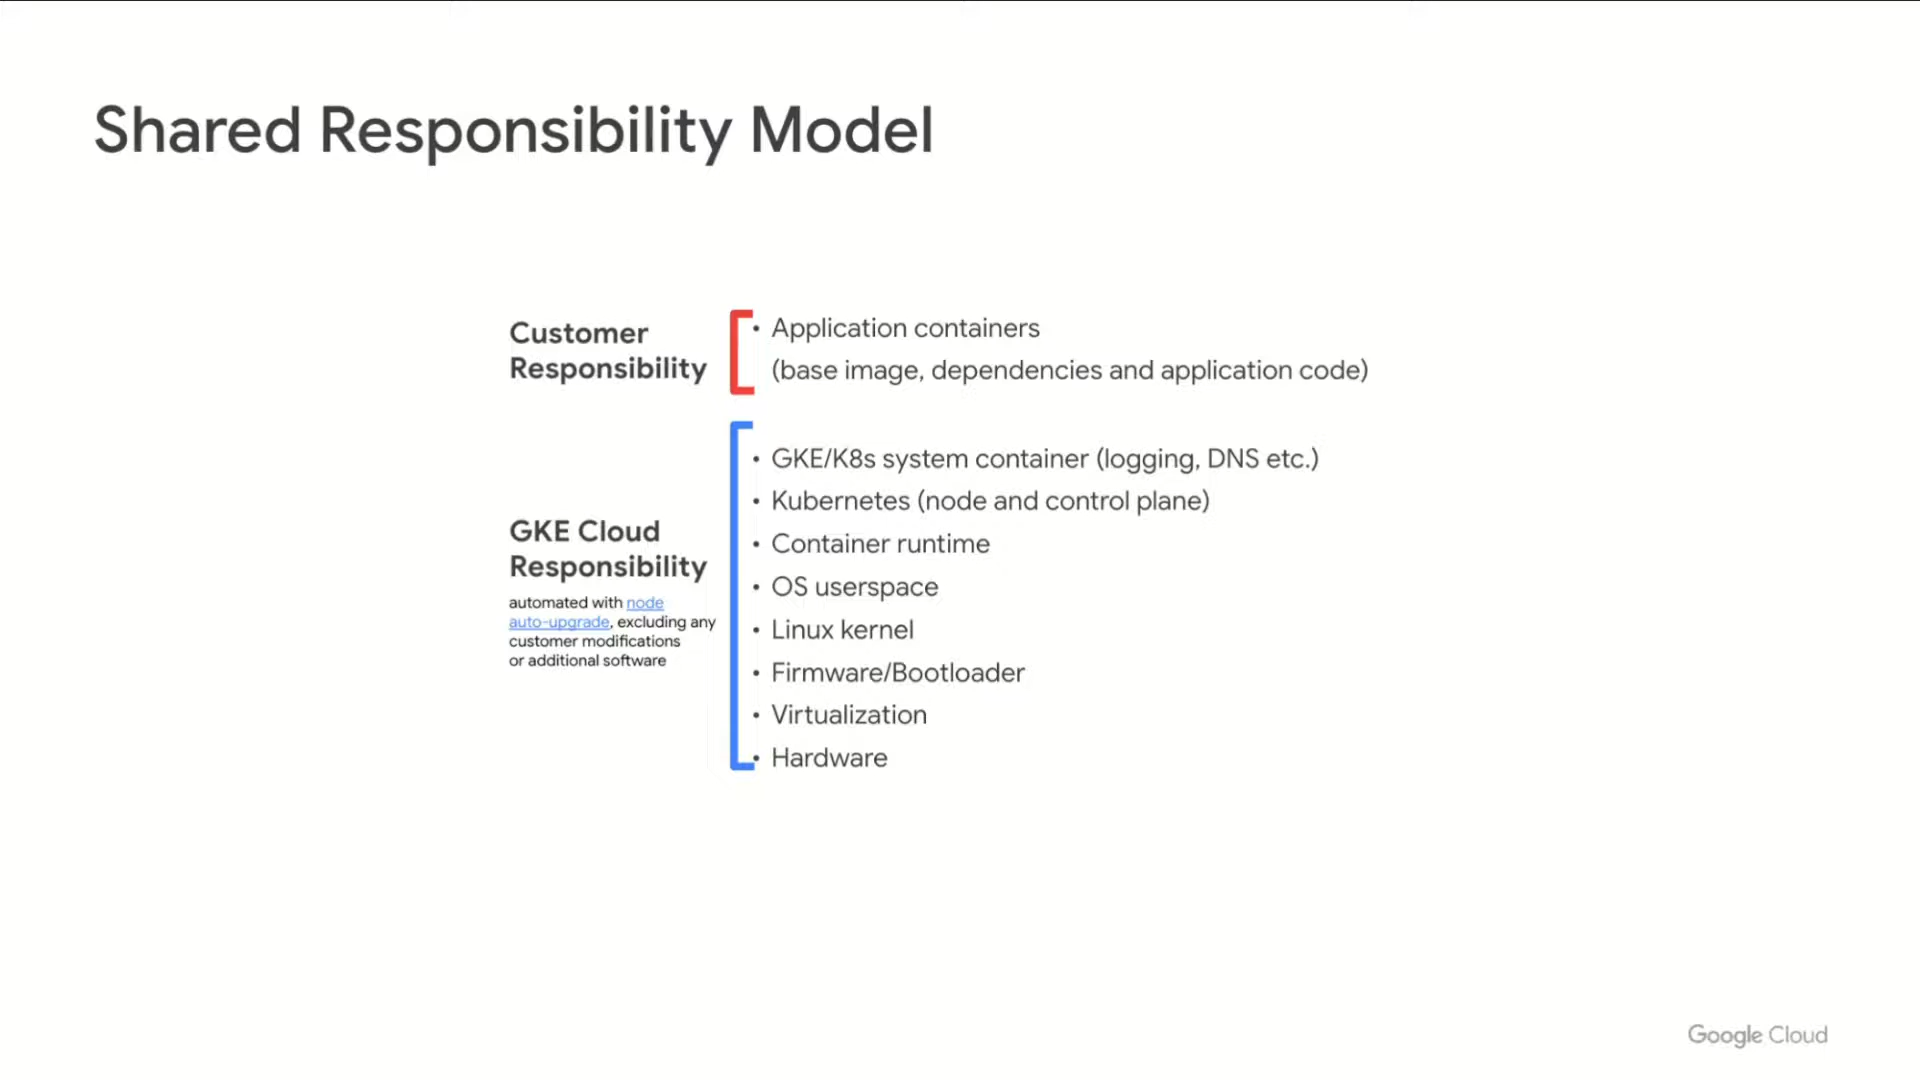 Shared Responsibility Model
Customer
Responsibility
• Application containers
(base image, dependencies and application code)
GKE Cloud
Responsibility
automated with node
auto-upgrade, excluding any
customer modifications
or additional software
• GKE/K8s system container (logging, DNS etc.)
• Kubernetes (node and control plane)
• Container runtime
• OS userspace
• Linux kernel
• Firmware/Bootloader
• Virtualization
• Hardware
Google Cloud